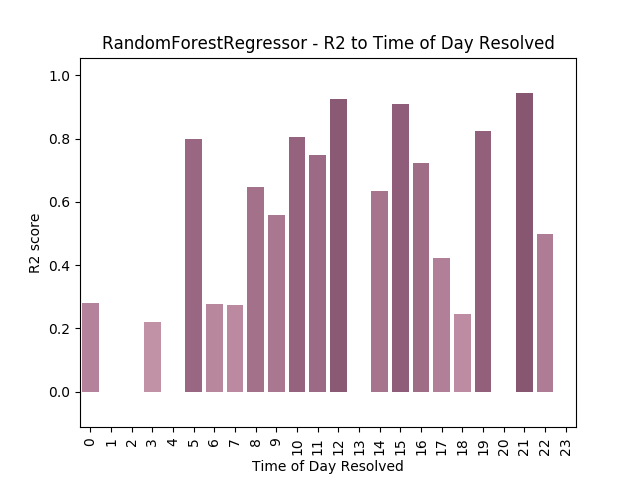 RandomForestRegressor - R2 to Time of Day Resolved
1.0
0.8
0.6
0.4
0.2
0.0
R2 score
0 1 2 3 4 5 6 7 8 9 10 11 12 13 14 15 16 17 18 19 20 21 22 23
Time of Day Resolved